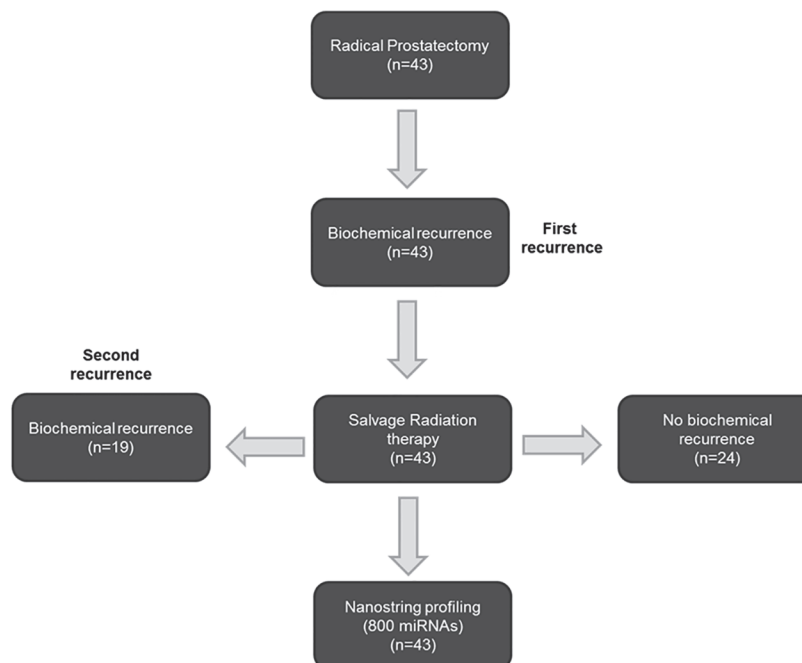 Radical Prostatectomy
(n=43)
Biochemical recurrence
(n=43)
First
recurrence
Second
recurrence
Biochemical recurrence
(n=19)
Salvage Radiation
therapy
(n=43)
No biochemical
recurrence
(n=24)
Nanostring profiling
(800 miRNAs)
(n=43)